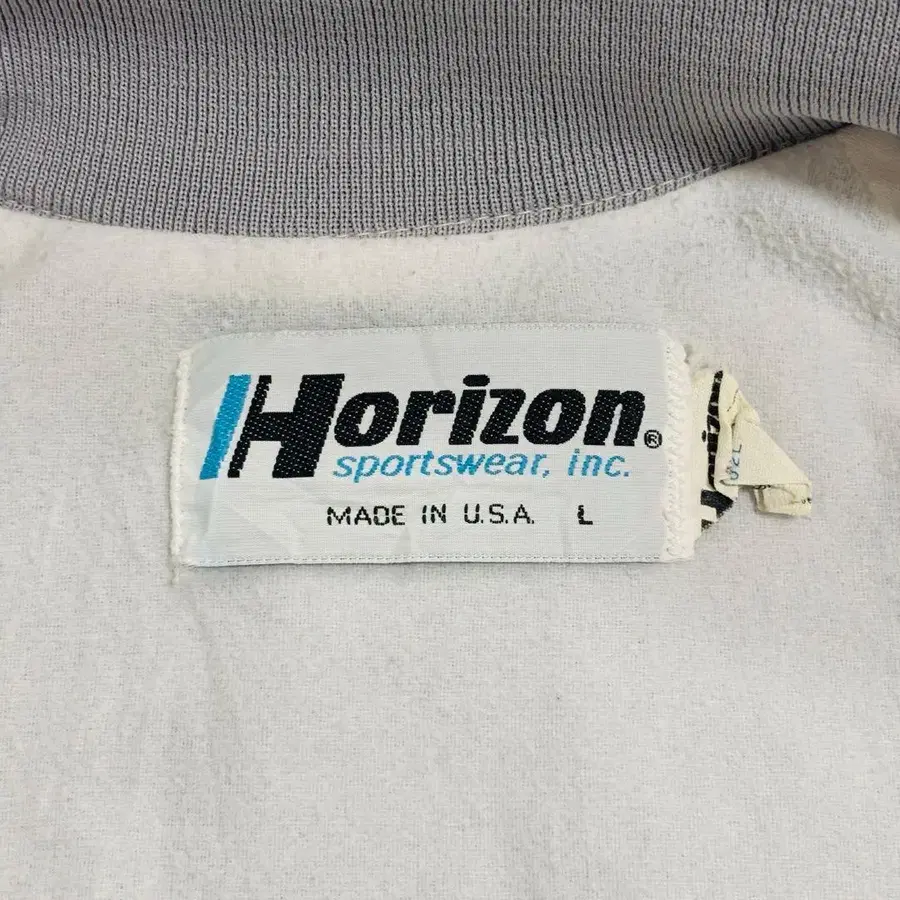 Horizon®
sportswear, inc.
MADE IN U.S.A. L